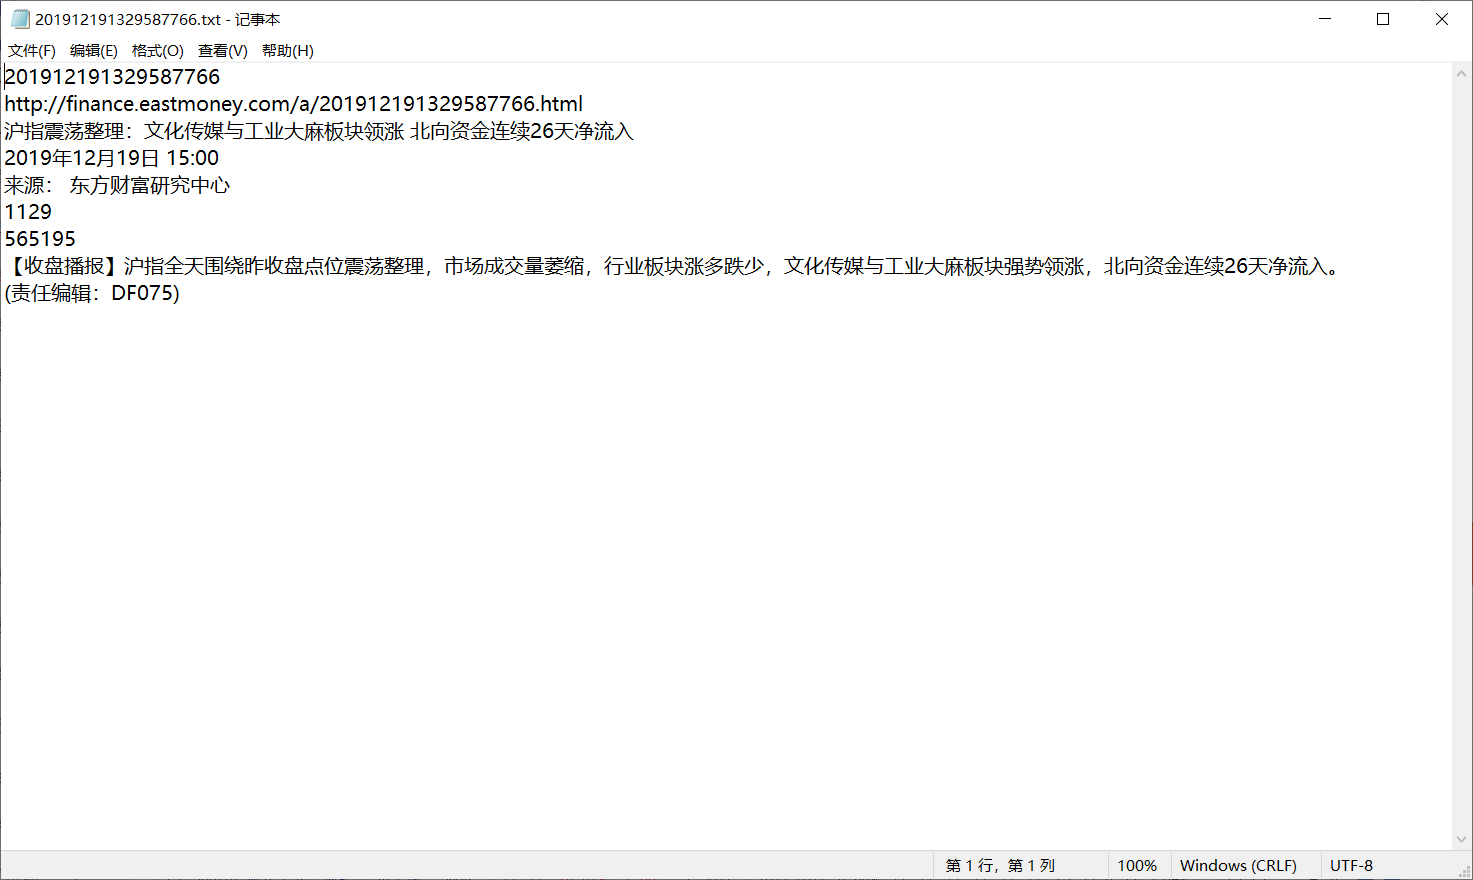 201912191329587766.txt - 记事本
文件(F) 编辑(E) 格式(O) 查看(V) 帮助(H)
201912191329587766
http://finance.eastmoney.com/a/201912191329587766.html
沪指震荡整理：文化传媒与工业大麻板块领涨 北向资金连续26天净流入
2019年12月19日 15:00
来源： 东方财富研究中心
1129
565195
【收盘播报】沪指全天围绕昨收盘点位震荡整理，市场成交量萎缩，行业板块涨多跌少，文化传媒与工业大麻板块强势领涨，北向资金连续26天净流入。
(责任编辑：DF075)
第 1 行，第 1 列 100% Windows (CRLF) UTF-8